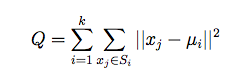 Q = \sum_{i=1}^{k} \sum_{x_j \in S_i} ||x_j - \mu_i||^2